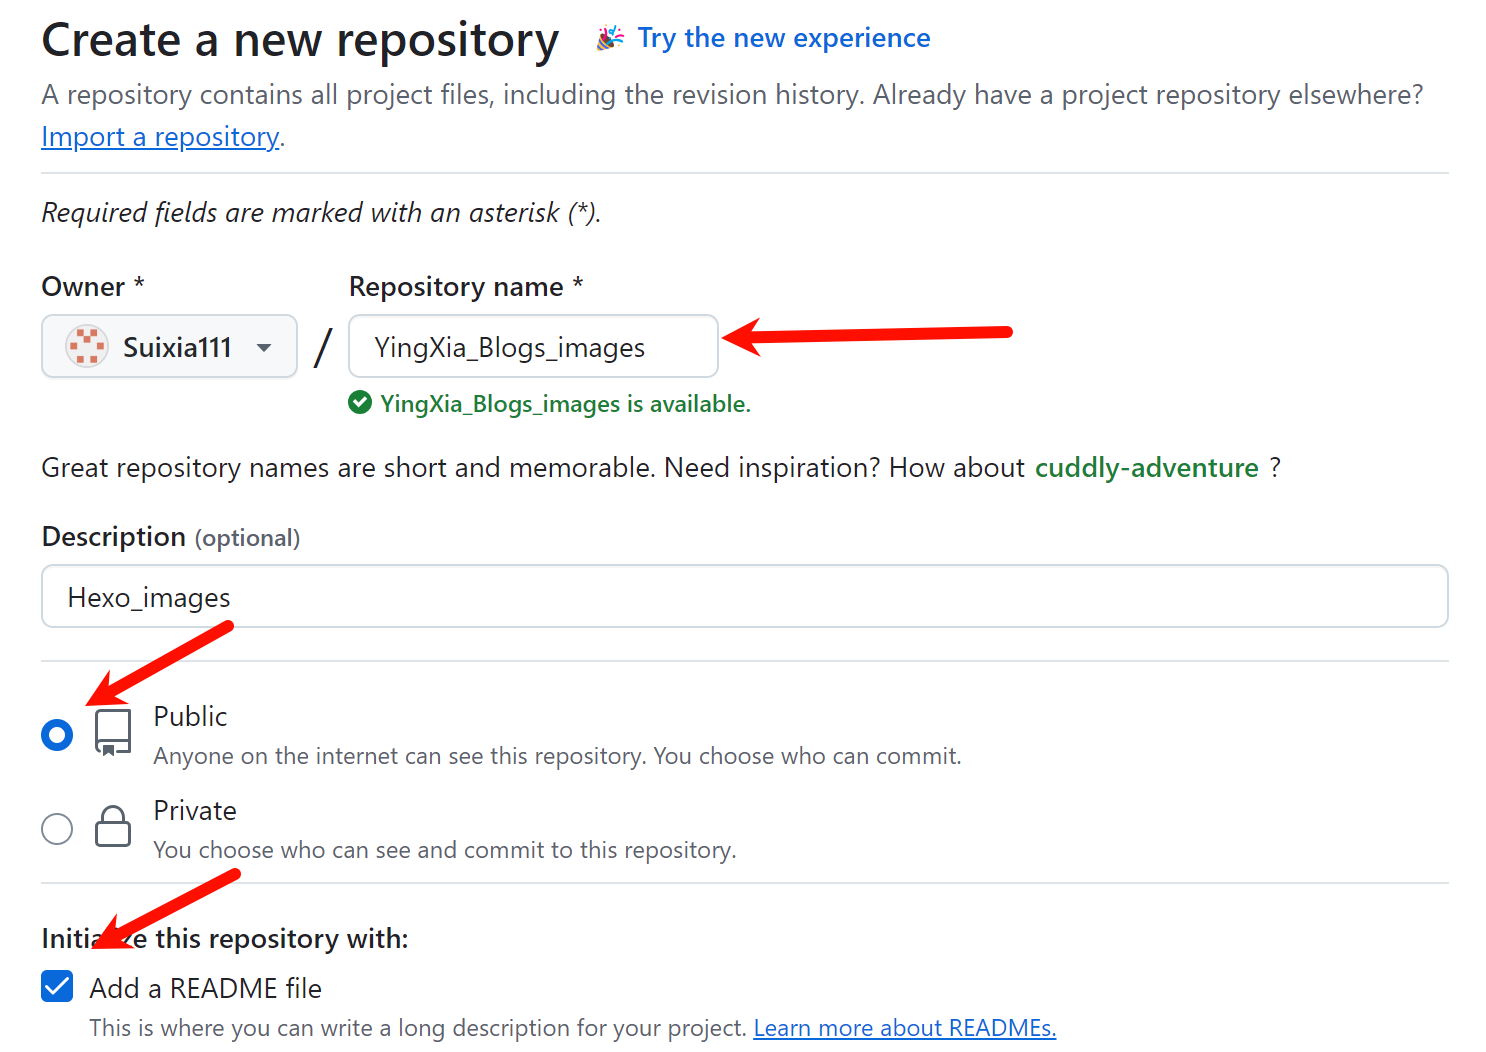 Create a new repository Try the new experience
A repository contains all project files, including the revision history. Already have a project repository elsewhere?
Import a repository.
Required fields are marked with an asterisk (*).
Owner * Repository name *
Suixia111 / YingXia_Blogs_images
YingXia_Blogs_images is available.
Great repository names are short and memorable. Need inspiration? How about cuddly-adventure ?
Description (optional)
Hexo_images
Public
Anyone on the internet can see this repository. You choose who can commit.
Private
You choose who can see and commit to this repository.
Initialize this repository with:
Add a README file
This is where you can write a long description for your project. Learn more about READMEs.